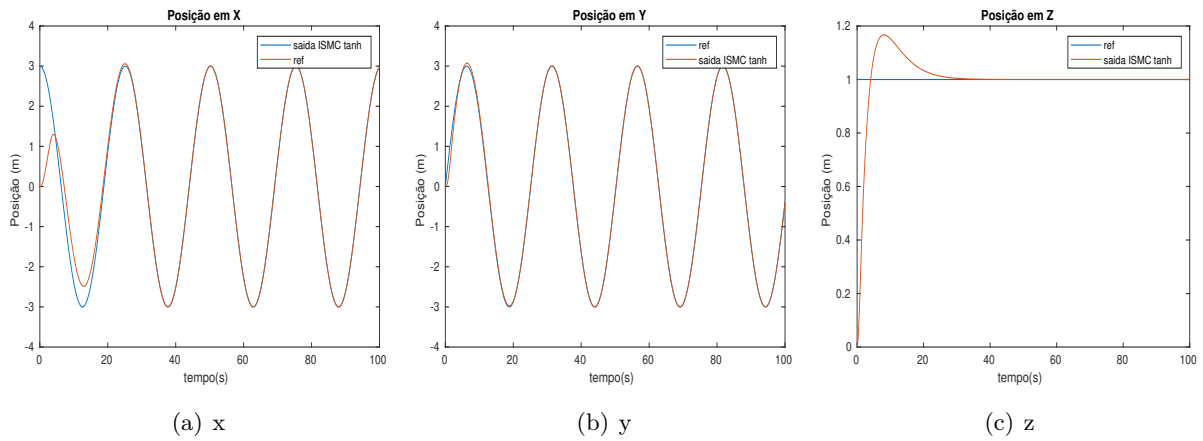 Posição em X
4
3
2
1
0
-1
-2
-3
-4
Posição (m)
0
20
40
60
80
100
tempo(s)
saida ISMC tanh
ref
(a) x
Posição em Y
4
3
2
1
0
-1
-2
-3
-4
Posição (m)
0
20
40
60
80
100
tempo(s)
ref
saida ISMC tanh
(b) y
Posição em Z
1.2
1
0.8
0.6
0.4
0.2
0
Posição (m)
0
20
40
60
80
100
tempo(s)
ref
saida ISMC tanh
(c) z